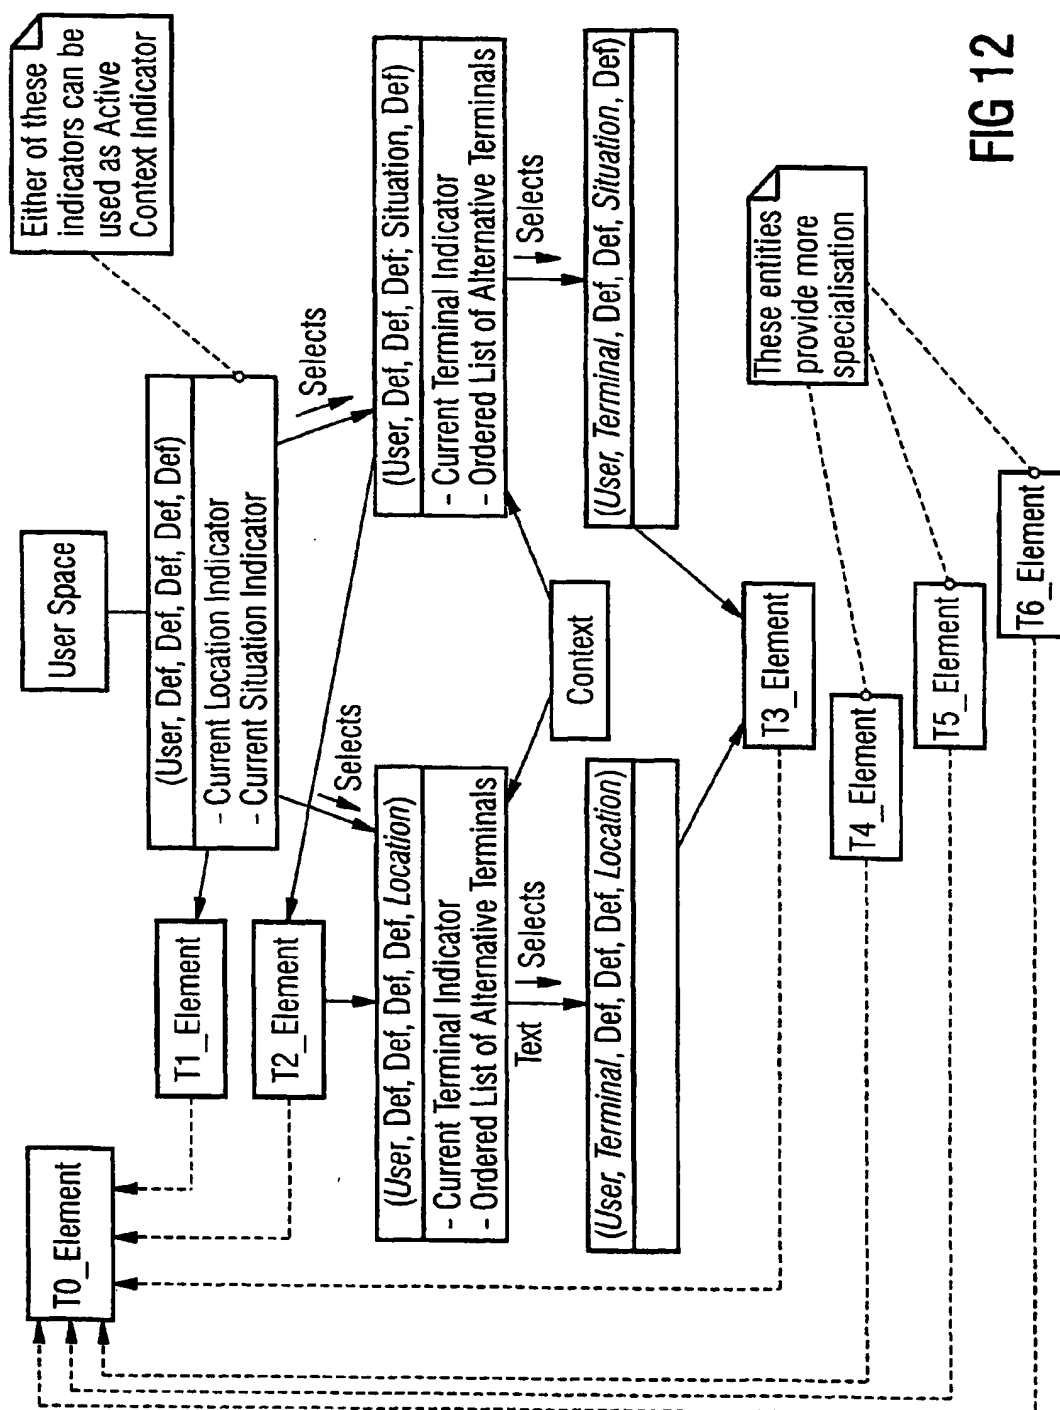 Either of these
indicators can be
used as Active
Context Indicator
User Space
(User, Def, Def, Def, Def, Def)
- Current Location Indicator
- Current Situation Indicator
T0_Element
T1_Element
T2_Element
Selects
Selects
(User, Def, Def, Def, Def, Location)
- Current Terminal Indicator
- Ordered List of Alternative Terminals
(User, Def, Def, Def; Situation, Def)
- Current Terminal Indicator
- Ordered List of Alternative Terminals
Text
Selects
Selects
Context
(User, Terminal, Def, Def, Def, Location)
(User, Terminal, Def, Def, Situation, Def)
T3_Element
These entities
provide more
specialisation
T4_Element
T5_Element
T6_Element
FIG 12